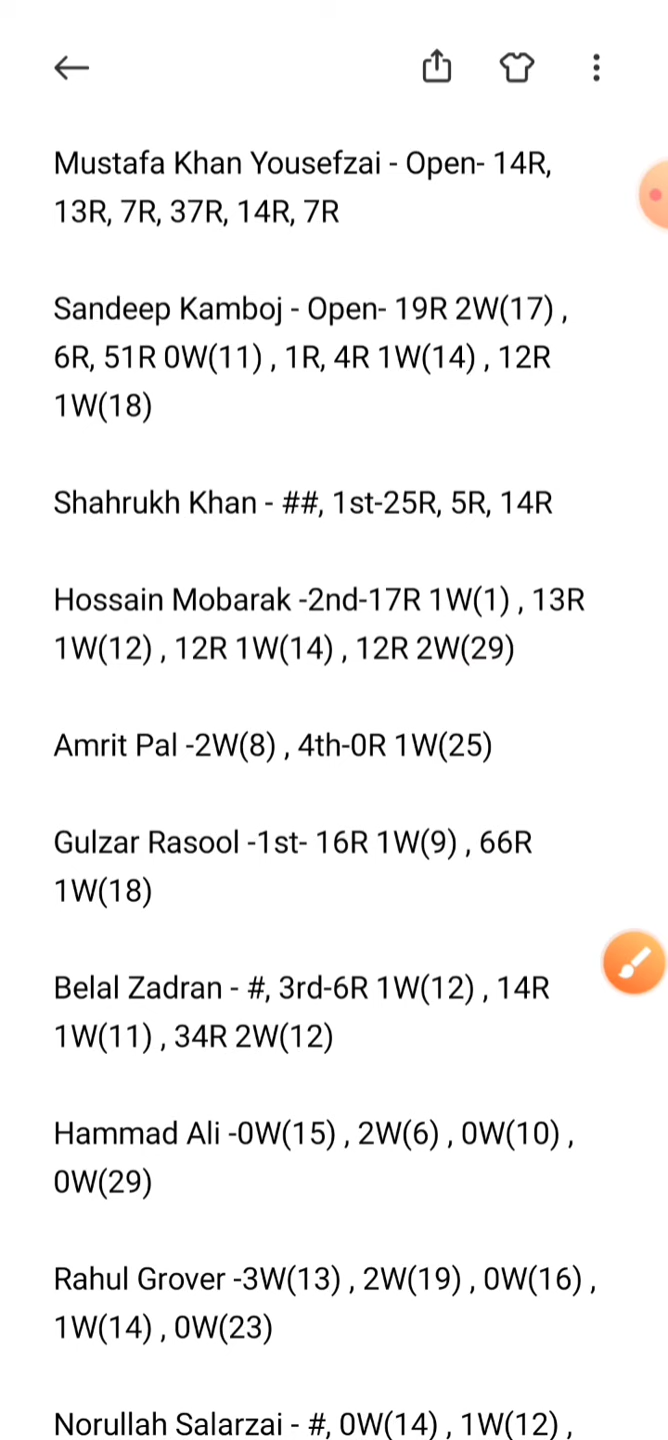 Mustafa Khan Yousefzai - Open- 14R,
13R, 7R, 37R, 14R, 7R
Sandeep Kamboj - Open- 19R 2W(17) ,
6R, 51R 0W(11) , 1R, 4R 1W(14) , 12R
1W(18)
Shahrukh Khan - ##, 1st-25R, 5R, 14R
Hossain Mobarak -2nd-17R 1W(1) , 13R
1W(12) , 12R 1W(14) , 12R 2W(29)
Amrit Pal -2W(8) , 4th-0R 1W(25)
Gulzar Rasool -1st- 16R 1W(9) , 66R
1W(18)
Belal Zadran - #, 3rd-6R 1W(12) , 14R
1W(11) , 34R 2W(12)
Hammad Ali -0W(15) , 2W(6) , 0W(10) ,
0W(29)
Rahul Grover -3W(13) , 2W(19) , 0W(16) ,
1W(14) , 0W(23)
Norullah Salarzai - #, 0W(14) , 1W(12) ,